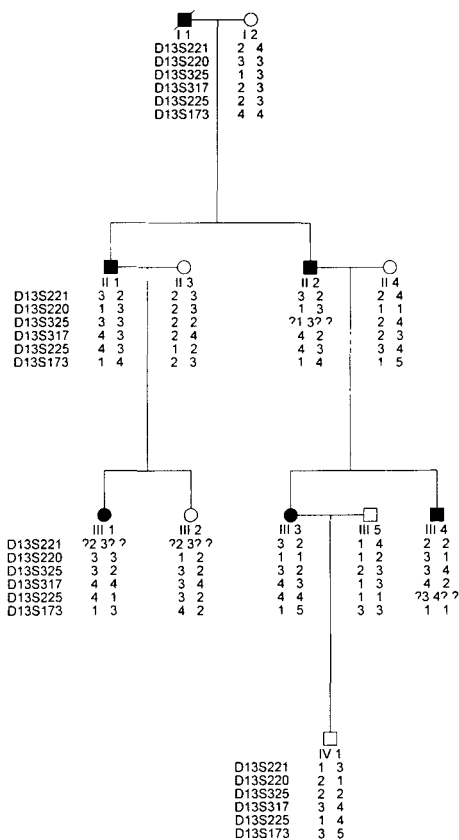 I 1 I 2
D13S221 2 4
D13S220 3 3
D13S325 1 3
D13S317 2 3
D13S225 2 3
D13S173 4 4
II 1 II 3 II 2 II 4
D13S221 3 2 2 3 3 2 2 4
D13S220 1 3 3 3 1 3 1 1
D13S325 3 3 2 2 ?1 3? ? 2 4
D13S317 4 2 2 4 4 2 2 3
D13S225 4 3 1 2 4 3 3 4
D13S173 1 4 2 3 1 4 1 5
III 1 III 2 III 3 III 5 III 4
D13S221 ?2 3? ? ?2 3? ? 3 2 1 4 2 2
D13S220 3 3 1 2 1 1 1 2 3 1
D13S325 3 2 3 2 3 2 2 3 3 4
D13S317 4 4 2 2 4 3 1 1 4 2
D13S225 4 1 3 2 4 4 1 3 ?3 4? ?
D13S173 1 3 4 2 1 5 3 3 1 1
IV 1
D13S221 1 3
D13S220 2 1
D13S325 2 2
D13S317 3 4
D13S225 1 4
D13S173 3 5